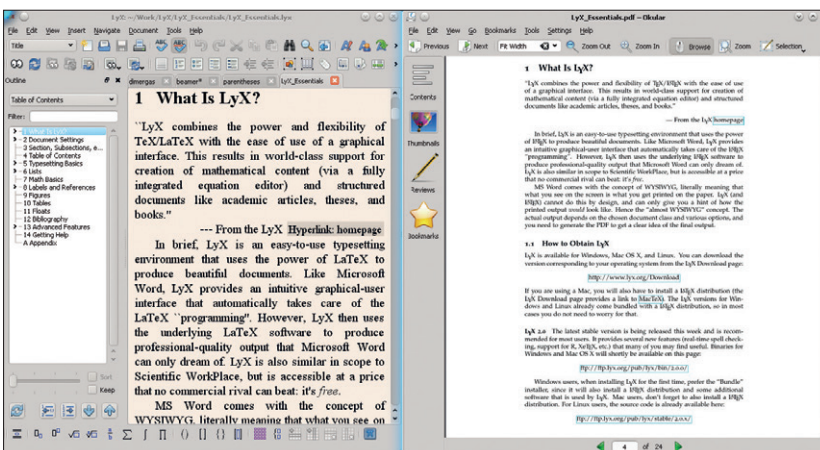 LyX: ~/Work/LyX/LyX_Essentials/LyX_Essentials.lyx
File Edit View Insert Navigate Document Tools Help
Title
Outline
dmergas beamer* parentheses LyX_Essentials
Table of Contents
Filter:
1 What Is LyX?
2 Document Settings
3 Section, Subsections, e...
4 Table of Contents
5 Typesetting Basics
6 Lists
7 Math Basics
8 Labels and References
9 Figures
10 Tables
11 Floats
12 Bibliography
13 Advanced Features
14 Getting Help
A Appendix
Sort
Keep
1 What Is LyX?
``LyX combines the power and flexibility of
TeX/LaTeX with the ease of use of a graphical
interface. This results in world-class support for
creation of mathematical content (via a fully
integrated equation editor) and structured
documents like academic articles, theses, and
books."
--- From the LyX Hyperlink: homepage
In brief, LyX is an easy-to-use typesetting
environment that uses the power of LaTeX to
produce beautiful documents. Like Microsoft
Word, LyX provides an intuitive graphical-user
interface that automatically takes care of the
LaTeX ``programming". However, LyX then uses
the underlying LaTeX software to produce
professional-quality output that Microsoft Word
can only dream of. LyX is also similar in scope to
Scientific WorkPlace, but is accessible at a price
that no commercial rival can beat: it's free.
MS Word comes with the concept of
WYSIWYG, literally meaning that what you see on
LyX_Essentials.pdf – Okular
File Edit View Go Bookmarks Tools Settings Help
Previous Next Fit Width Zoom Out Zoom In Browse Zoom Selection
Contents
Thumbnails
Reviews
Bookmarks
1 What Is LyX?
"LyX combines the power and flexibility of TeX/LaTeX with the ease of use
of a graphical interface. This results in world-class support for creation of
mathematical content (via a fully integrated equation editor) and structured
documents like academic articles, theses, and books."
— From the LyX homepage
In brief, LyX is an easy-to-use typesetting environment that uses the power
of LaTeX to produce beautiful documents. Like Microsoft Word, LyX provides
an intuitive graphical-user interface that automatically takes care of the LaTeX
"programming". However, LyX then uses the underlying LaTeX software to
produce professional-quality output that Microsoft Word can only dream of.
LyX is also similar in scope to Scientific WorkPlace, but is accessible at a price
that no commercial rival can beat: it's free.
MS Word comes with the concept of WYSIWYG, literally meaning that
what you see on the screen is what you get printed on the paper. LyX (and
LaTeX) cannot do this by design, and can only give you a hint of how the
printed output would look like. Hence the "almost WYSIWYG" concept. The
actual output depends on the chosen document class and various options, and
you need to generate the PDF to get a clear idea of the final output.
1.1 How to Obtain LyX
LyX is available for Windows, Mac OS X, and Linux. You can download the
version corresponding to your operating system from the LyX Download page:
http://www.lyx.org/Download
If you are using a Mac, you will also have to install a LaTeX distribution (the
LyX Download page provides a link to MacTeX). The LyX versions for Win-
dows and Linux already come bundled with a LaTeX distribution, so in most
cases you do not need to worry for that.
LyX 2.0 The latest stable version is being released this week and is recom-
mended for most users. It provides several new features (real-time spell check-
ing, support for R, XeTeX, etc.) that many of you may find useful. Binaries for
Windows and Mac OS X will shortly be available on this page:
ftp://ftp.lyx.org/pub/lyx/bin/2.0.0/
Windows users, when installing LyX for the first time, prefer the "Bundle"
installer, since it will also install a LaTeX distribution and some additional
software that is used by LyX. Mac users, don't forget to also install a LaTeX
distribution. For Linux users, the source code is already available here:
ftp://ftp.lyx.org/pub/lyx/stable/2.0.x/
4 of 24